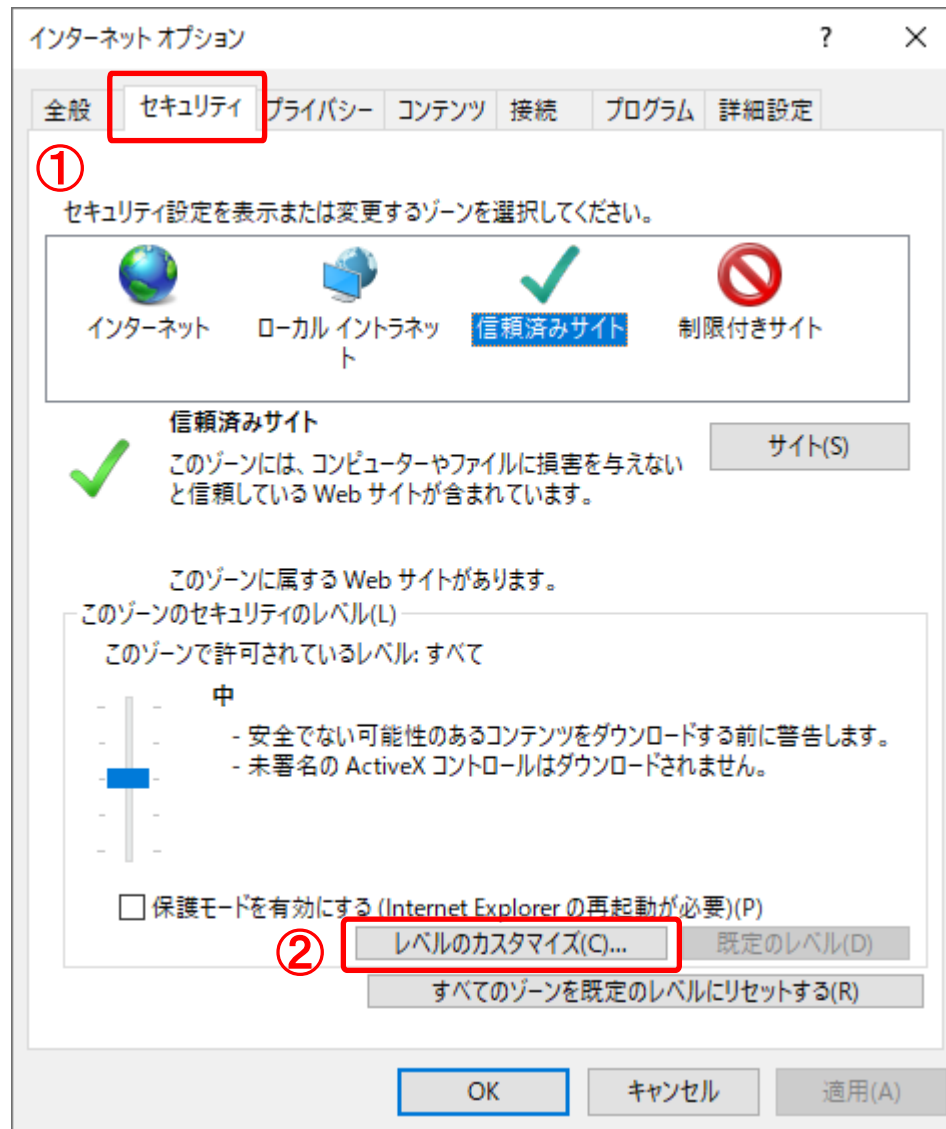 インターネット オプション ? ×
全般 セキュリティ プライバシー コンテンツ 接続 プログラム 詳細設定
①
セキュリティ設定を表示または変更するゾーンを選択してください。
インターネット ローカル イントラネッ 信頼済みサイト 制限付きサイト
ト
信頼済みサイト
サイト(S)
このゾーンには、コンピューターやファイルに損害を与えない
と信頼している Web サイトが含まれています。
このゾーンに属する Web サイトがあります。
このゾーンのセキュリティのレベル(L)
このゾーンで許可されているレベル: すべて
中
- 安全でない可能性のあるコンテンツをダウンロードする前に警告します。
- 未署名の ActiveX コントロールはダウンロードされません。
保護モードを有効にする (Internet Explorer の再起動が必要)(P)
② レベルのカスタマイズ(C)... 既定のレベル(D)
すべてのゾーンを既定のレベルにリセットする(R)
OK キャンセル 適用(A)